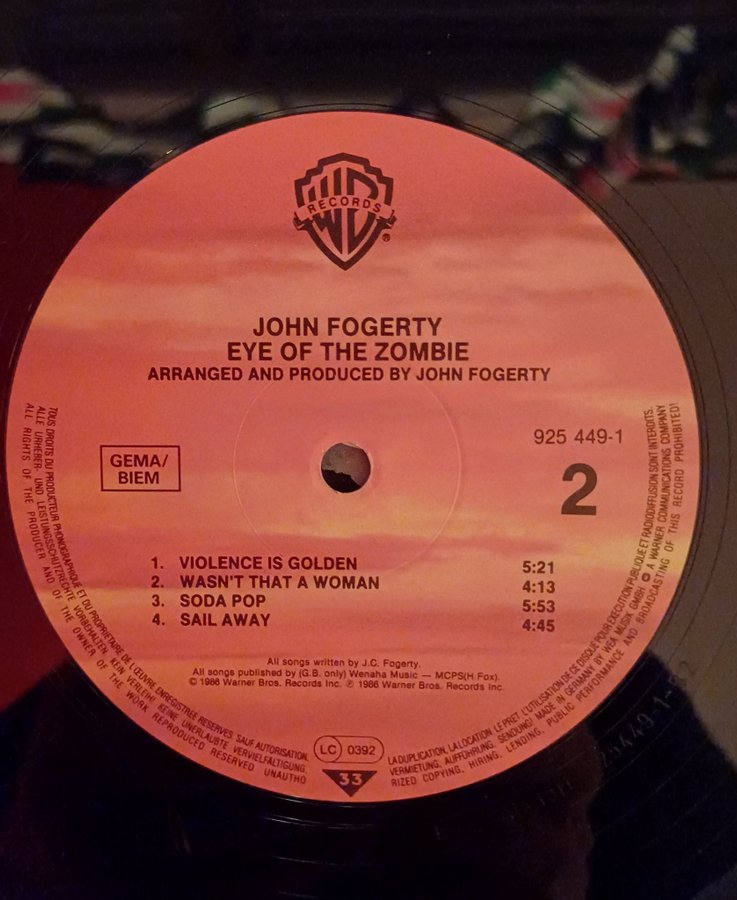 WB
RECORDS
®
JOHN FOGERTY
EYE OF THE ZOMBIE
ARRANGED AND PRODUCED BY JOHN FOGERTY
925 449-1
GEMA/
BIEM
2
1. VIOLENCE IS GOLDEN 5:21
2. WASN'T THAT A WOMAN 4:13
3. SODA POP 5:53
4. SAIL AWAY 4:45
All songs written by J.C. Fogerty.
All songs published by (G.B. only) Wenaha Music — MCPS(H.Fox).
© 1986 Warner Bros. Records Inc. ℗ 1986 Warner Bros. Records Inc.
TOUS DROITS DU PRODUCTEUR PHONOGRAPHIQUE ET DU PROPRIETAIRE DE L'ŒUVRE ENREGISTREE RESERVES. SAUF AUTORISATION, LA DUPLICATION, LA LOCATION, LE PRET, L'UTILISATION DE CE DISQUE POUR EXECUTION PUBLIQUE ET RADIODIFFUSION SONT INTERDITS.
ALLE URHEBER- UND LEISTUNGSSCHUTZRECHTE VORBEHALTEN. KEIN VERLEIH! KEINE UNERLAUBTE VERVIELFÄLTIGUNG, VERMIETUNG, AUFFÜHRUNG, SENDUNG! MADE IN GERMANY BY WEA MUSIK GMBH A WARNER COMMUNICATIONS COMPANY
ALL RIGHTS OF THE PRODUCER AND OF THE OWNER OF THE WORK REPRODUCED RESERVED UNAUTHORIZED COPYING, HIRING, LENDING, PUBLIC PERFORMANCE AND BROADCASTING OF THIS RECORD PROHIBITED!
LC 0392
33